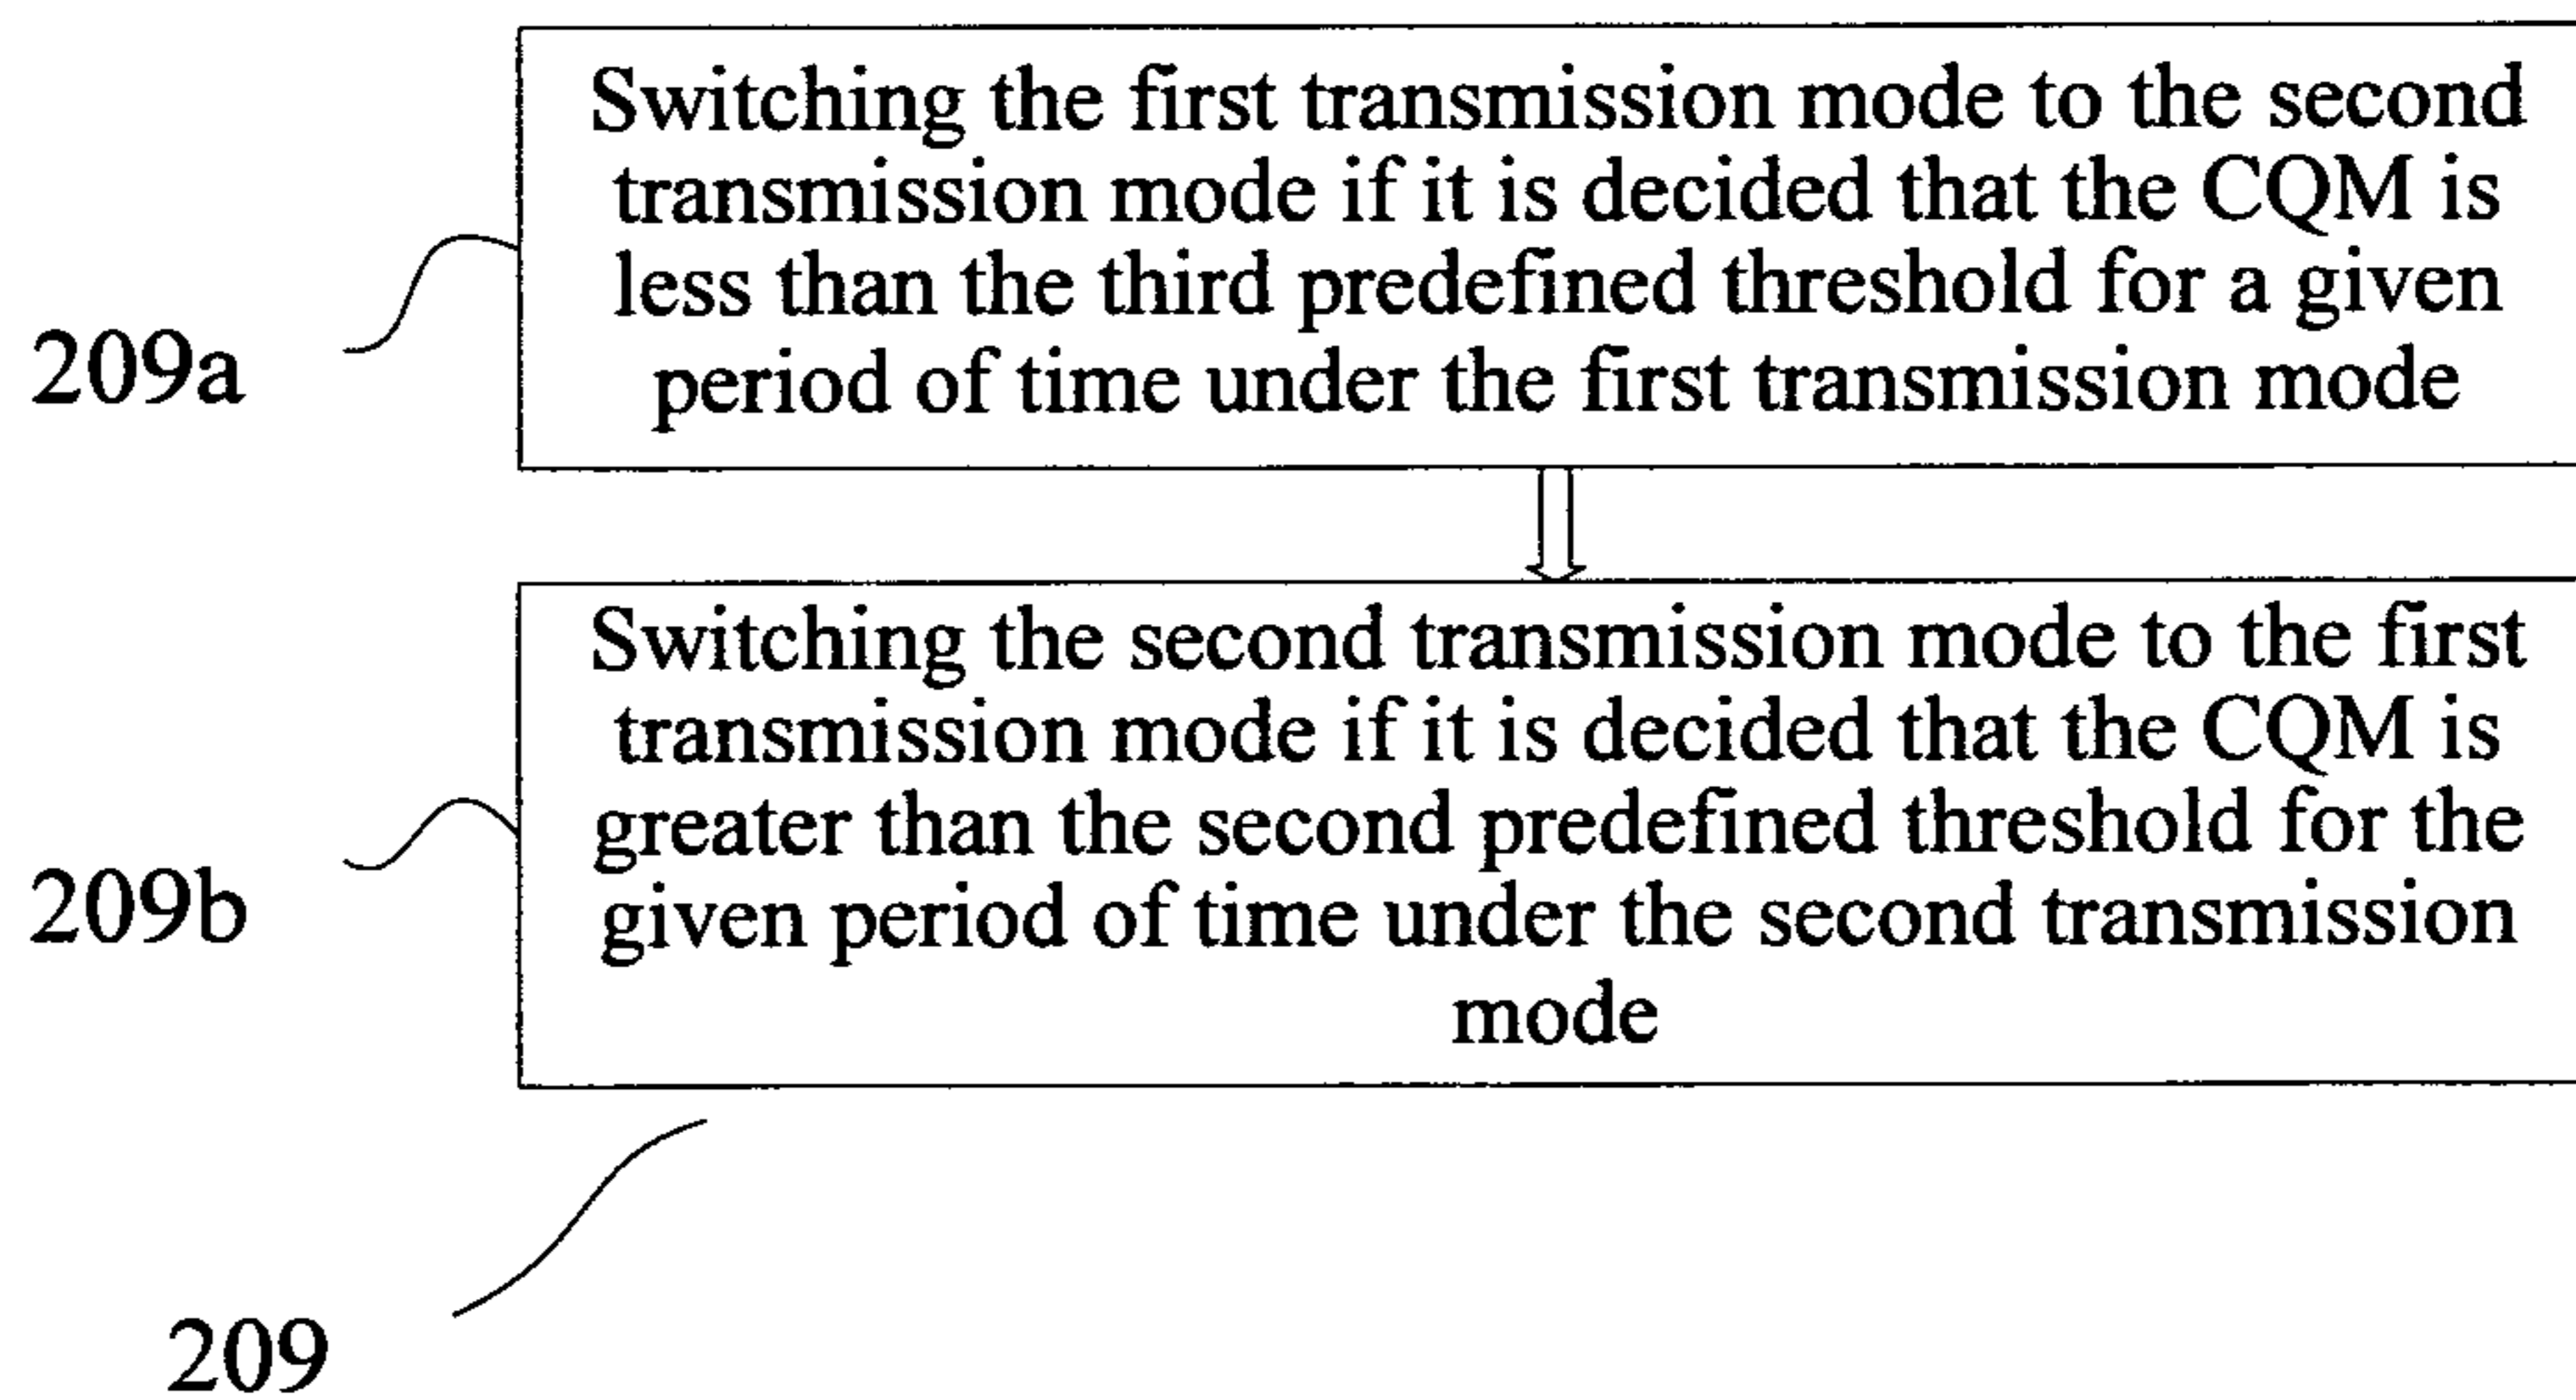 Switching the first transmission mode to the second
transmission mode if it is decided that the CQM is
less than the third predefined threshold for a given
period of time under the first transmission mode
209a
Switching the second transmission mode to the first
transmission mode if it is decided that the CQM is
greater than the second predefined threshold for the
given period of time under the second transmission
mode
209b
209